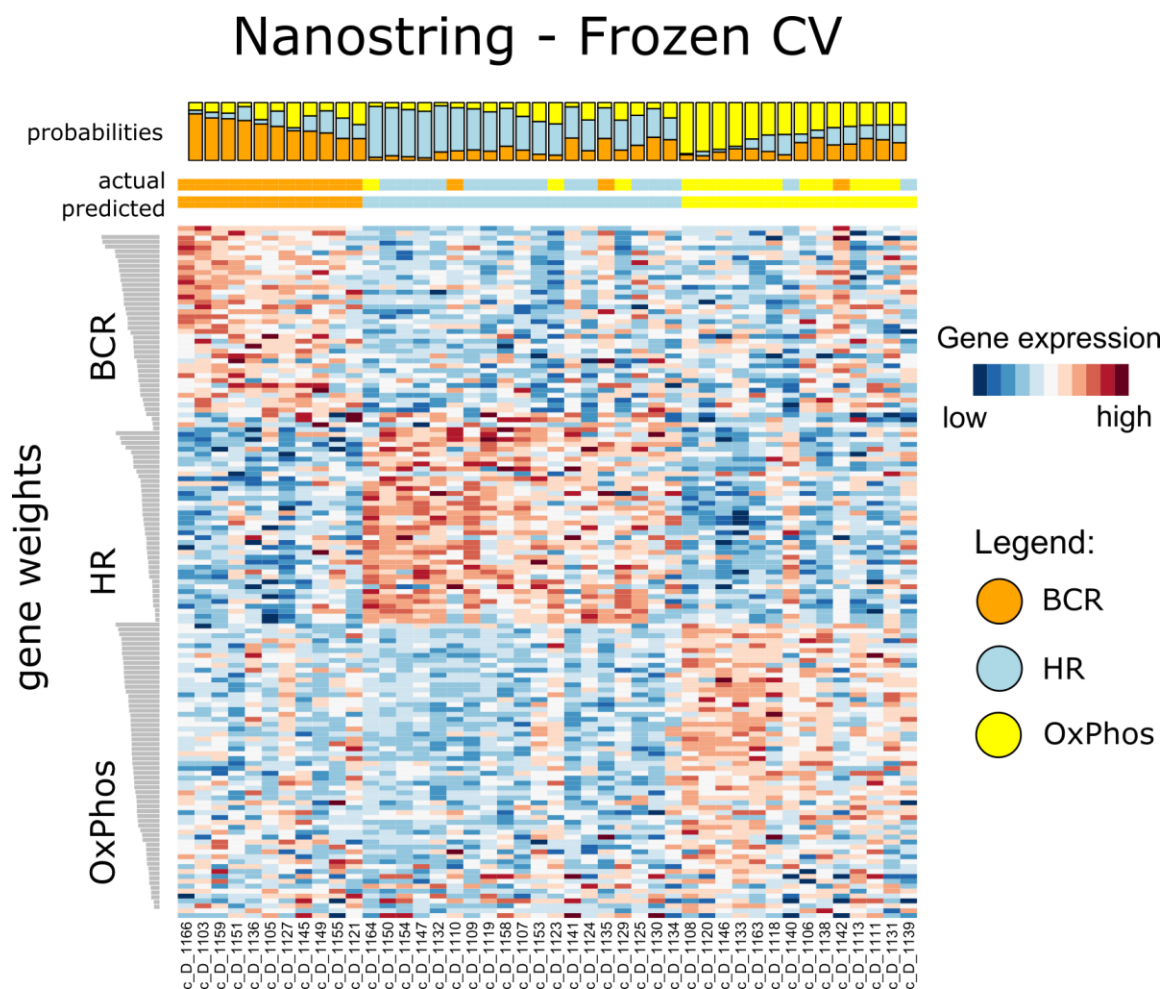 Nanostring - Frozen CV
probabilities
actual
predicted
gene weights
BCR
HR
OxPhos
Gene expression
low
high
Legend:
BCR
HR
OxPhos
c_D_1166
c_D_1103
c_D_1159
c_D_1151
c_D_1136
c_D_1105
c_D_1127
c_D_1145
c_D_1149
c_D_1155
c_D_1121
c_D_1164
c_D_1150
c_D_1154
c_D_1147
c_D_1132
c_D_1110
c_D_1109
c_D_1119
c_D_1158
c_D_1107
c_D_1153
c_D_1123
c_D_1141
c_D_1124
c_D_1135
c_D_1129
c_D_1125
c_D_1130
c_D_1134
c_D_1108
c_D_1120
c_D_1146
c_D_1133
c_D_1163
c_D_1118
c_D_1140
c_D_1106
c_D_1138
c_D_1142
c_D_1113
c_D_1111
c_D_1131
c_D_1139